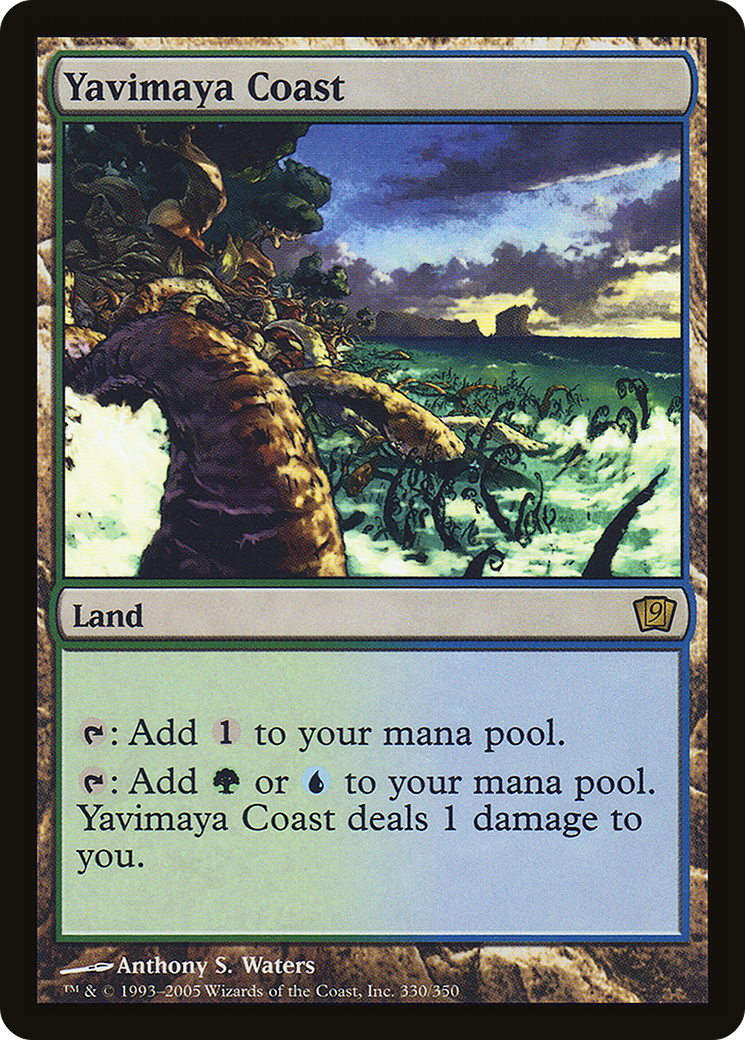 Yavimaya Coast
Land
9
: Add 1 to your mana pool.
: Add or to your mana pool.
Yavimaya Coast deals 1 damage to
you.
Anthony S. Waters
™ & © 1993–2005 Wizards of the Coast, Inc. 330/350